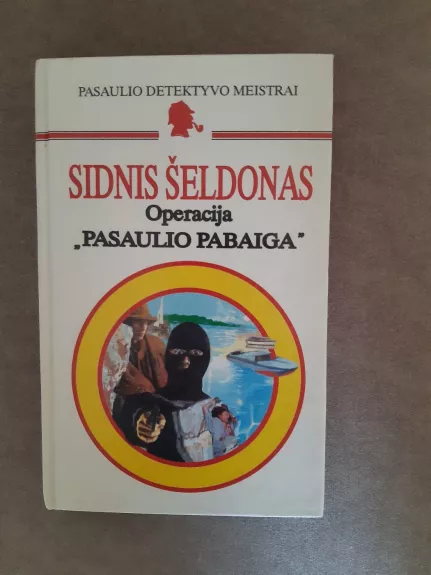 PASAULIO DETEKTYVO MEISTRAI
SIDNIS ŠELDONAS
Operacija
„PASAULIO PABAIGA”